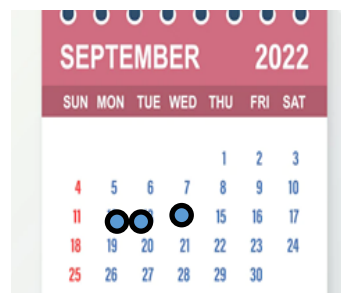 SEPTEMBER 2022
SUN MON TUE WED THU FRI SAT
1 2 3
4 5 6 7 8 9 10
11 15 16 17
18 19 20 21 22 23 24
25 26 27 28 29 30